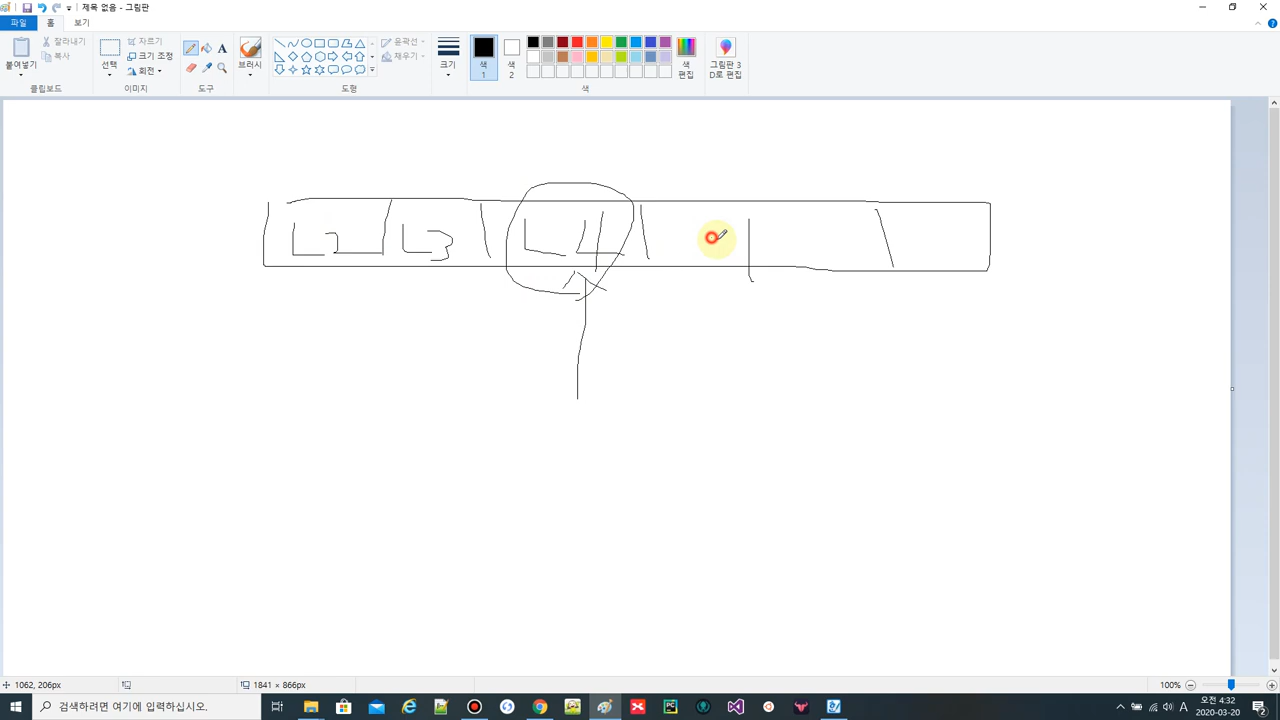 제목 없음 - 그림판
파일 홈 보기
붙여넣기 잘라내기 복사 선택 자르기 크기 조정 회전 A 브러시 윤곽선 채우기 크기 색 1 색 2 색 편집 그림판 3D로 편집
클립보드 이미지 도구 도형 색
L2 L3 L4
1062, 206px 1841 × 866px 100%
검색하려면 여기에 입력하십시오. PC A 오전 4:32 2020-03-20 2